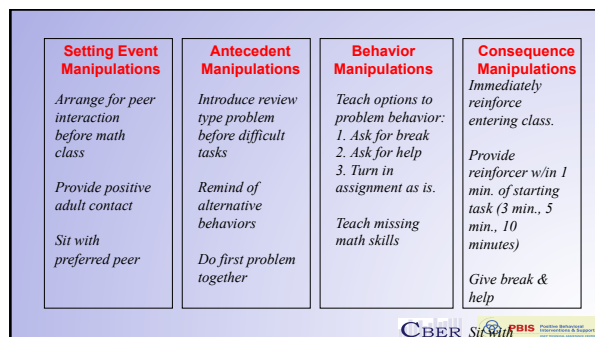 Setting Event
Manipulations
Arrange for peer
interaction
before math
class
Provide positive
adult contact
Sit with
preferred peer
Antecedent
Manipulations
Introduce review
type problem
before difficult
tasks
Remind of
alternative
behaviors
Do first problem
together
Behavior
Manipulations
Teach options to
problem behavior:
1. Ask for break
2. Ask for help
3. Turn in
assignment as is.
Teach missing
math skills
Consequence
Manipulations
Immediately
reinforce
entering class.
Provide
reinforcer w/in 1
min. of starting
task (3 min., 5
min., 10
minutes)
Give break &
help
CBER
Sit with
PBIS
Positive Behavioral
Interventions & Support